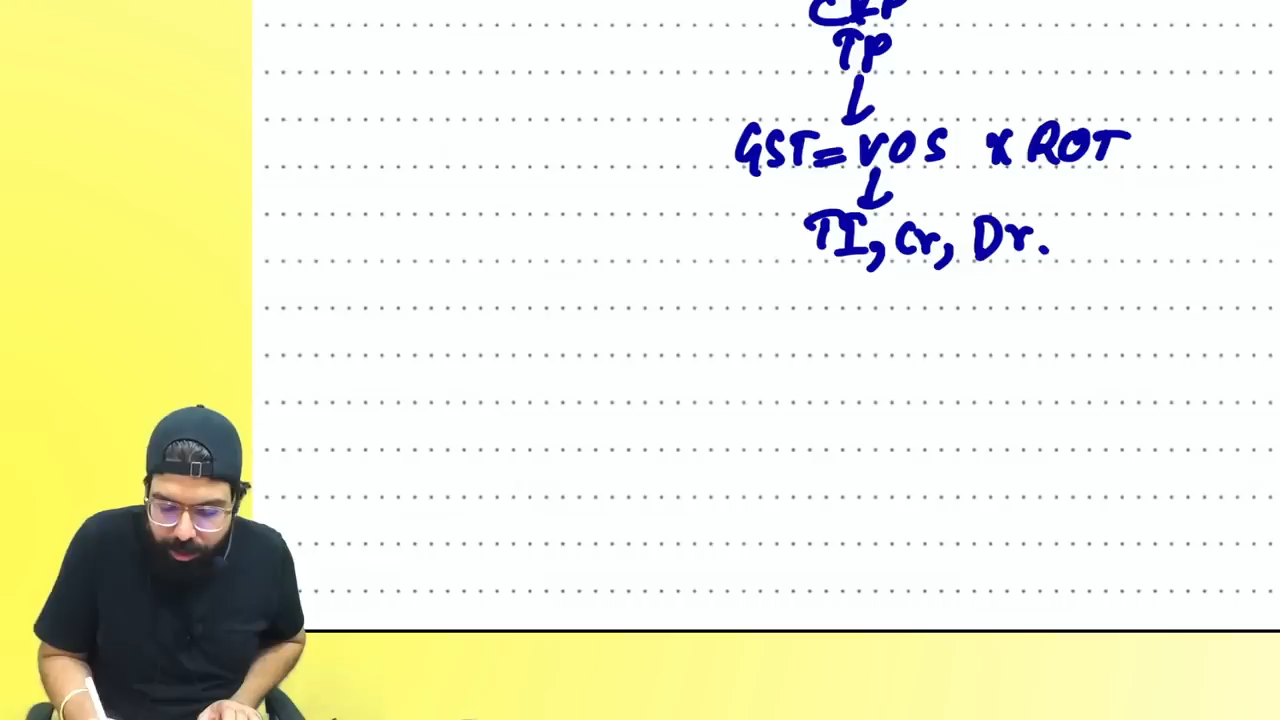 TP
GST = VOS x ROT
TI, Cr, Dr.